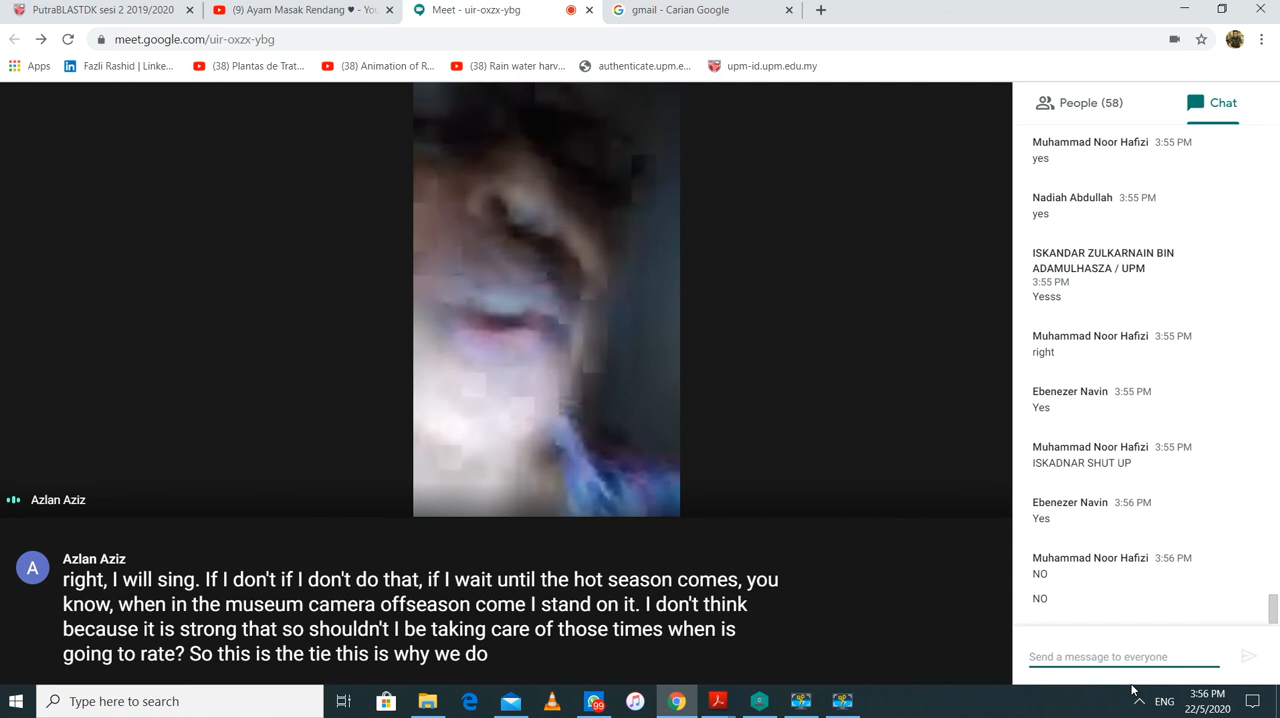 PutraBLASTDK sesi 2 2019/2020
(9) Ayam Masak Rendang ♥ - You
Meet - uir-oxzx-ybg
gmail - Carian Google
meet.google.com/uir-oxzx-ybg
Apps
Fazli Rashid | Linke...
(38) Plantas de Trat...
(38) Animation of R...
(38) Rain water harv...
authenticate.upm.e...
upm-id.upm.edu.my
People (58)
Chat
Muhammad Noor Hafizi 3:55 PM
yes
Nadiah Abdullah 3:55 PM
yes
ISKANDAR ZULKARNAIN BIN
ADAMULHASZA / UPM
3:55 PM
Yesss
Muhammad Noor Hafizi 3:55 PM
right
Ebenezer Navin 3:55 PM
Yes
Muhammad Noor Hafizi 3:55 PM
ISKADNAR SHUT UP
Ebenezer Navin 3:56 PM
Yes
Muhammad Noor Hafizi 3:56 PM
NO
NO
Send a message to everyone
Azlan Aziz
A
Azlan Aziz
right, I will sing. If I don't if I don't do that, if I wait until the hot season comes, you
know, when in the museum camera offseason come I stand on it. I don't think
because it is strong that so shouldn't I be taking care of those times when is
going to rate? So this is the tie this is why we do
Type here to search
99
ENG
3:56 PM
22/5/2020